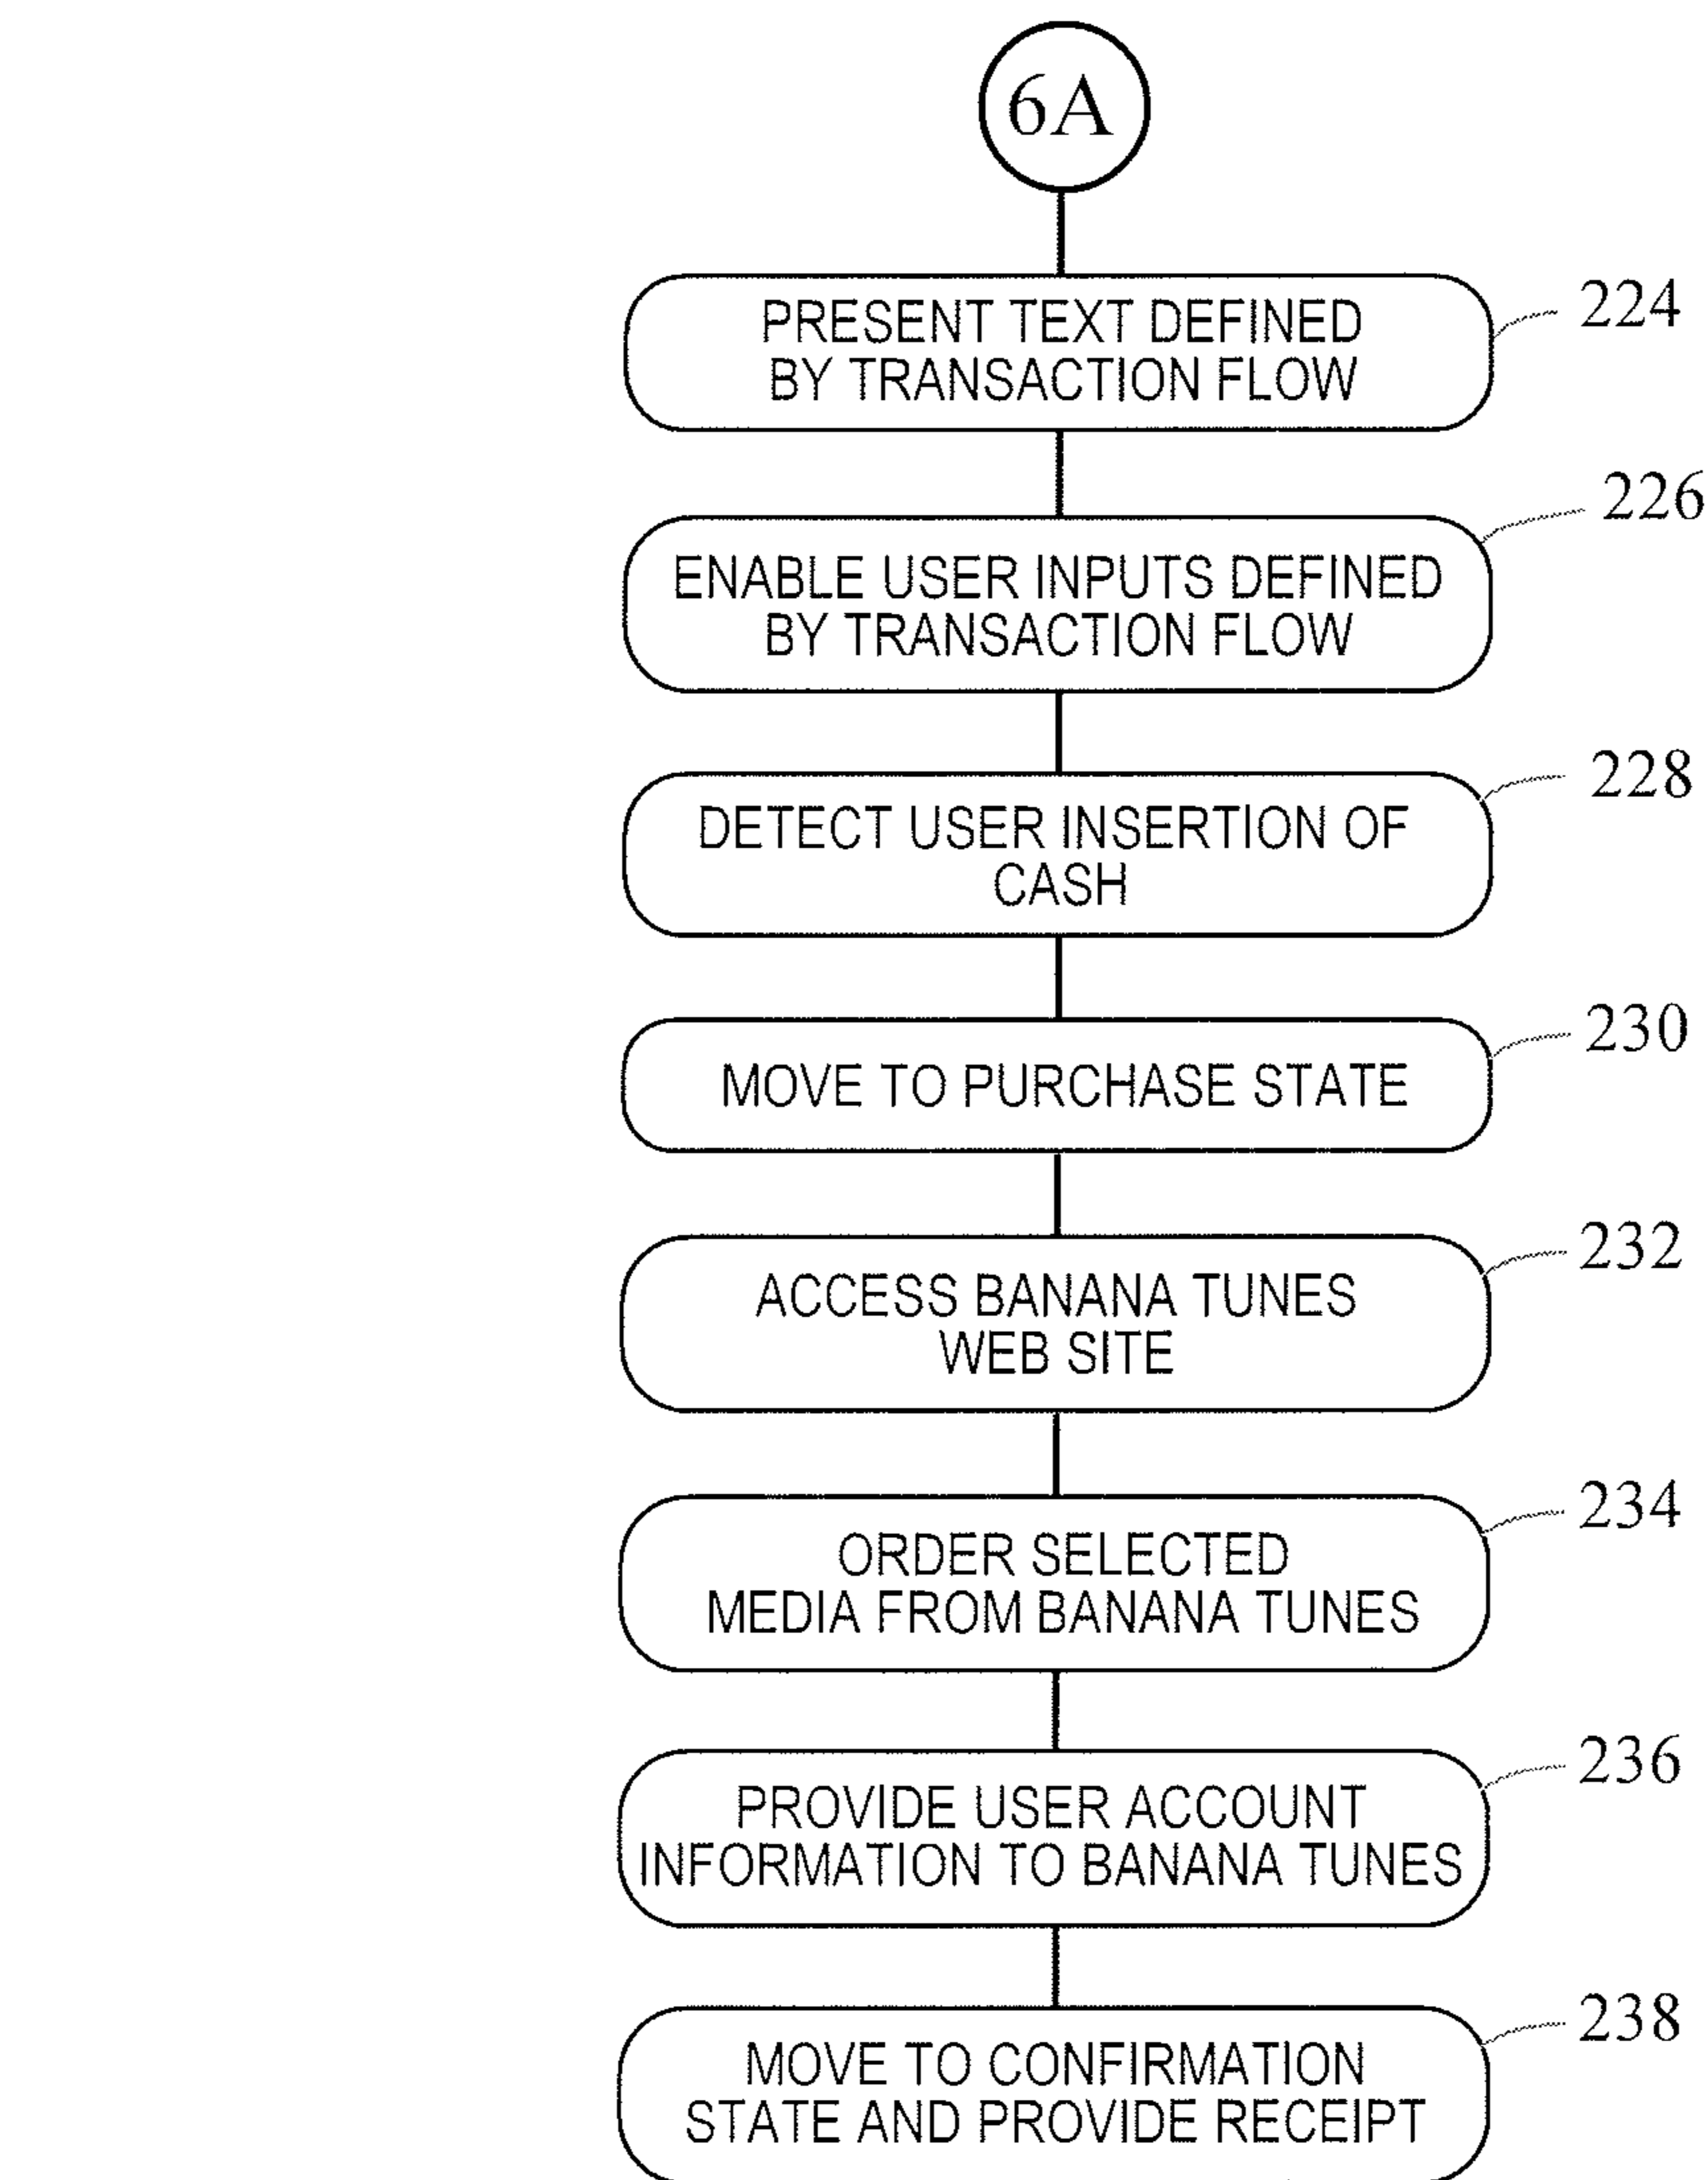 6A
PRESENT TEXT DEFINED
BY TRANSACTION FLOW
224
ENABLE USER INPUTS DEFINED
BY TRANSACTION FLOW
226
DETECT USER INSERTION OF
CASH
228
MOVE TO PURCHASE STATE
230
ACCESS BANANA TUNES
WEB SITE
232
ORDER SELECTED
MEDIA FROM BANANA TUNES
234
PROVIDE USER ACCOUNT
INFORMATION TO BANANA TUNES
236
MOVE TO CONFIRMATION
STATE AND PROVIDE RECEIPT
238